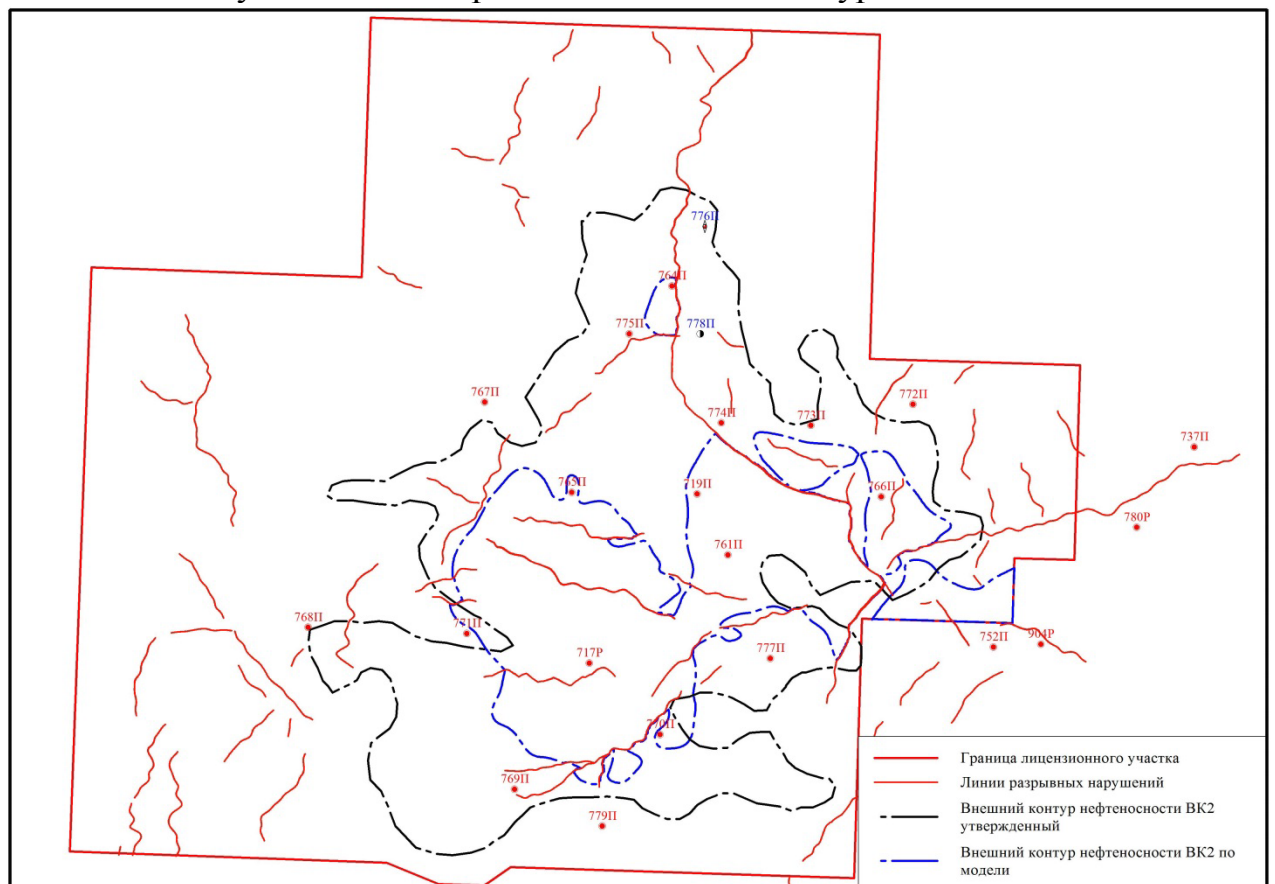 776П
764П
775П
778П
767П
772П
774П
773П
737П
765П
719П
766П
780Р
761П
768П
771П
752П
904Р
717Р
777П
770П
769П
779П
Граница лицензионного участка
Линии разрывных нарушений
Внешний контур нефтеносности ВК2
утвержденный
Внешний контур нефтеносности ВК2 по
модели